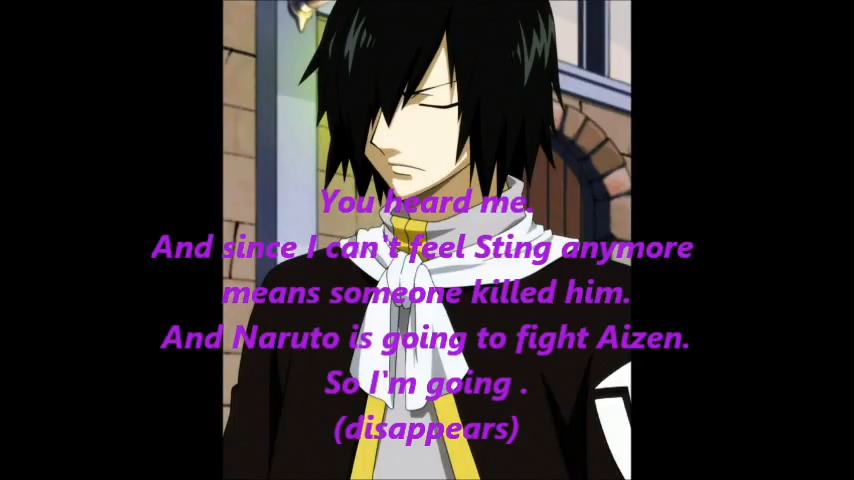 You heard me.
And since I can't feel Sting anymore
means someone killed him.
And Naruto is going to fight Aizen.
So I'm going .
(disappears)